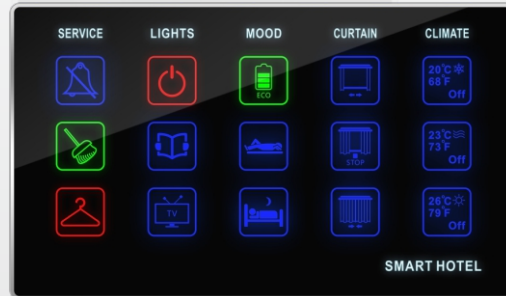 SERVICE LIGHTS MOOD CURTAIN CLIMATE
ECO
20°C
68°F
Off
STOP
23°C
73°F
Off
TV
26°C
79°F
Off
SMART HOTEL